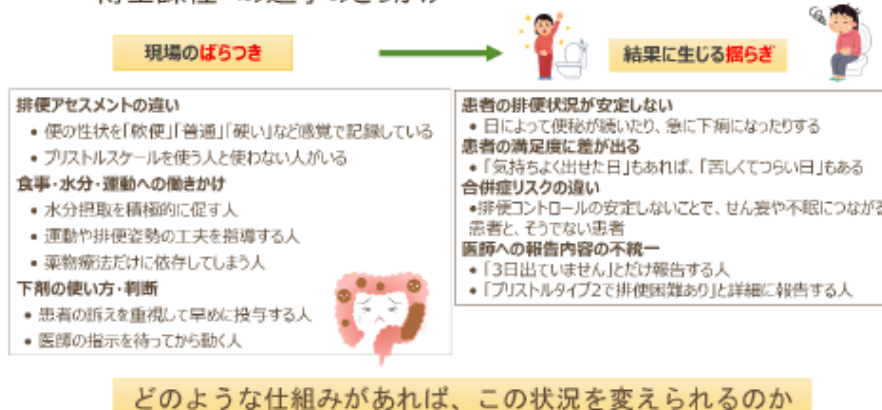 現場のばらつき
結果に生じる揺らぎ
排便アセスメントの違い
• 便の性状を「軟便」「普通」「硬い」など感覚で記録している
• ブリストルスケールを使う人と使わない人がいる
食事・水分・運動への働きかけ
• 水分摂取を積極的に促す人
• 運動や排便姿勢の工夫を指導する人
• 薬物療法だけに依存してしまう人
下剤の使い方・判断
• 患者の訴えを重視して早めに投与する人
• 医師の指示を待ってから動く人
患者の排便状況が安定しない
• 日によって便秘が続いたり、急に下痢になったりする
患者の満足度に差が出る
• 「気持ちよく出せた日」もあれば、「苦しくてつらい日」もある
合併症リスクの違い
•排便コントロールの安定しないことで、せん妄や不眠につながる
患者と、そうでない患者
医師への報告内容の不統一
• 「3日出ていません」とだけ報告する人
• 「ブリストルタイプ2で排便困難あり」と詳細に報告する人
どのような仕組みがあれば、この状況を変えられるのか